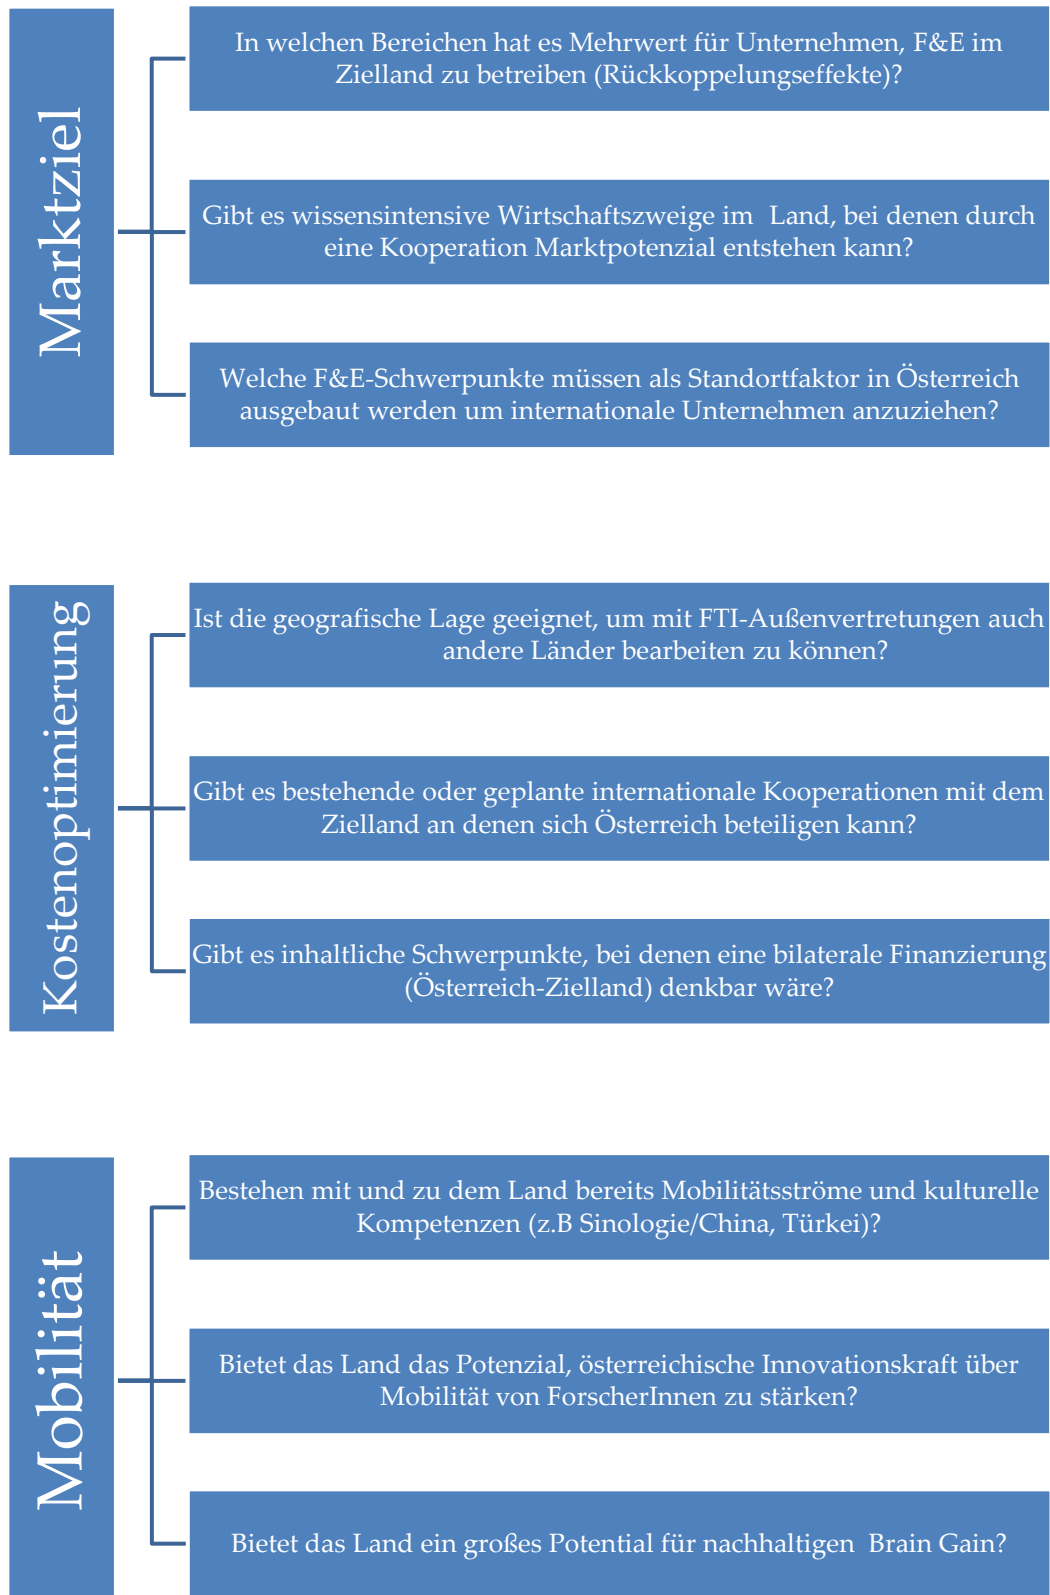 Marktziel
In welchen Bereichen hat es Mehrwert für Unternehmen, F&E im
Zielland zu betreiben (Rückkoppelungseffekte)?
Gibt es wissensintensive Wirtschaftszweige im  Land, bei denen durch
eine Kooperation Marktpotenzial entstehen kann?
Welche F&E-Schwerpunkte müssen als Standortfaktor in Österreich
ausgebaut werden um internationale Unternehmen anzuziehen?
Kostenoptimierung
Ist die geografische Lage geeignet, um mit FTI-Außenvertretungen auch
andere Länder bearbeiten zu können?
Gibt es bestehende oder geplante internationale Kooperationen mit dem
Zielland an denen sich Österreich beteiligen kann?
Gibt es inhaltliche Schwerpunkte, bei denen eine bilaterale Finanzierung
(Österreich-Zielland) denkbar wäre?
Mobilität
Bestehen mit und zu dem Land bereits Mobilitätsströme und kulturelle
Kompetenzen (z.B Sinologie/China, Türkei)?
Bietet das Land das Potenzial, österreichische Innovationskraft über
Mobilität von ForscherInnen zu stärken?
Bietet das Land ein großes Potential für nachhaltigen  Brain Gain?